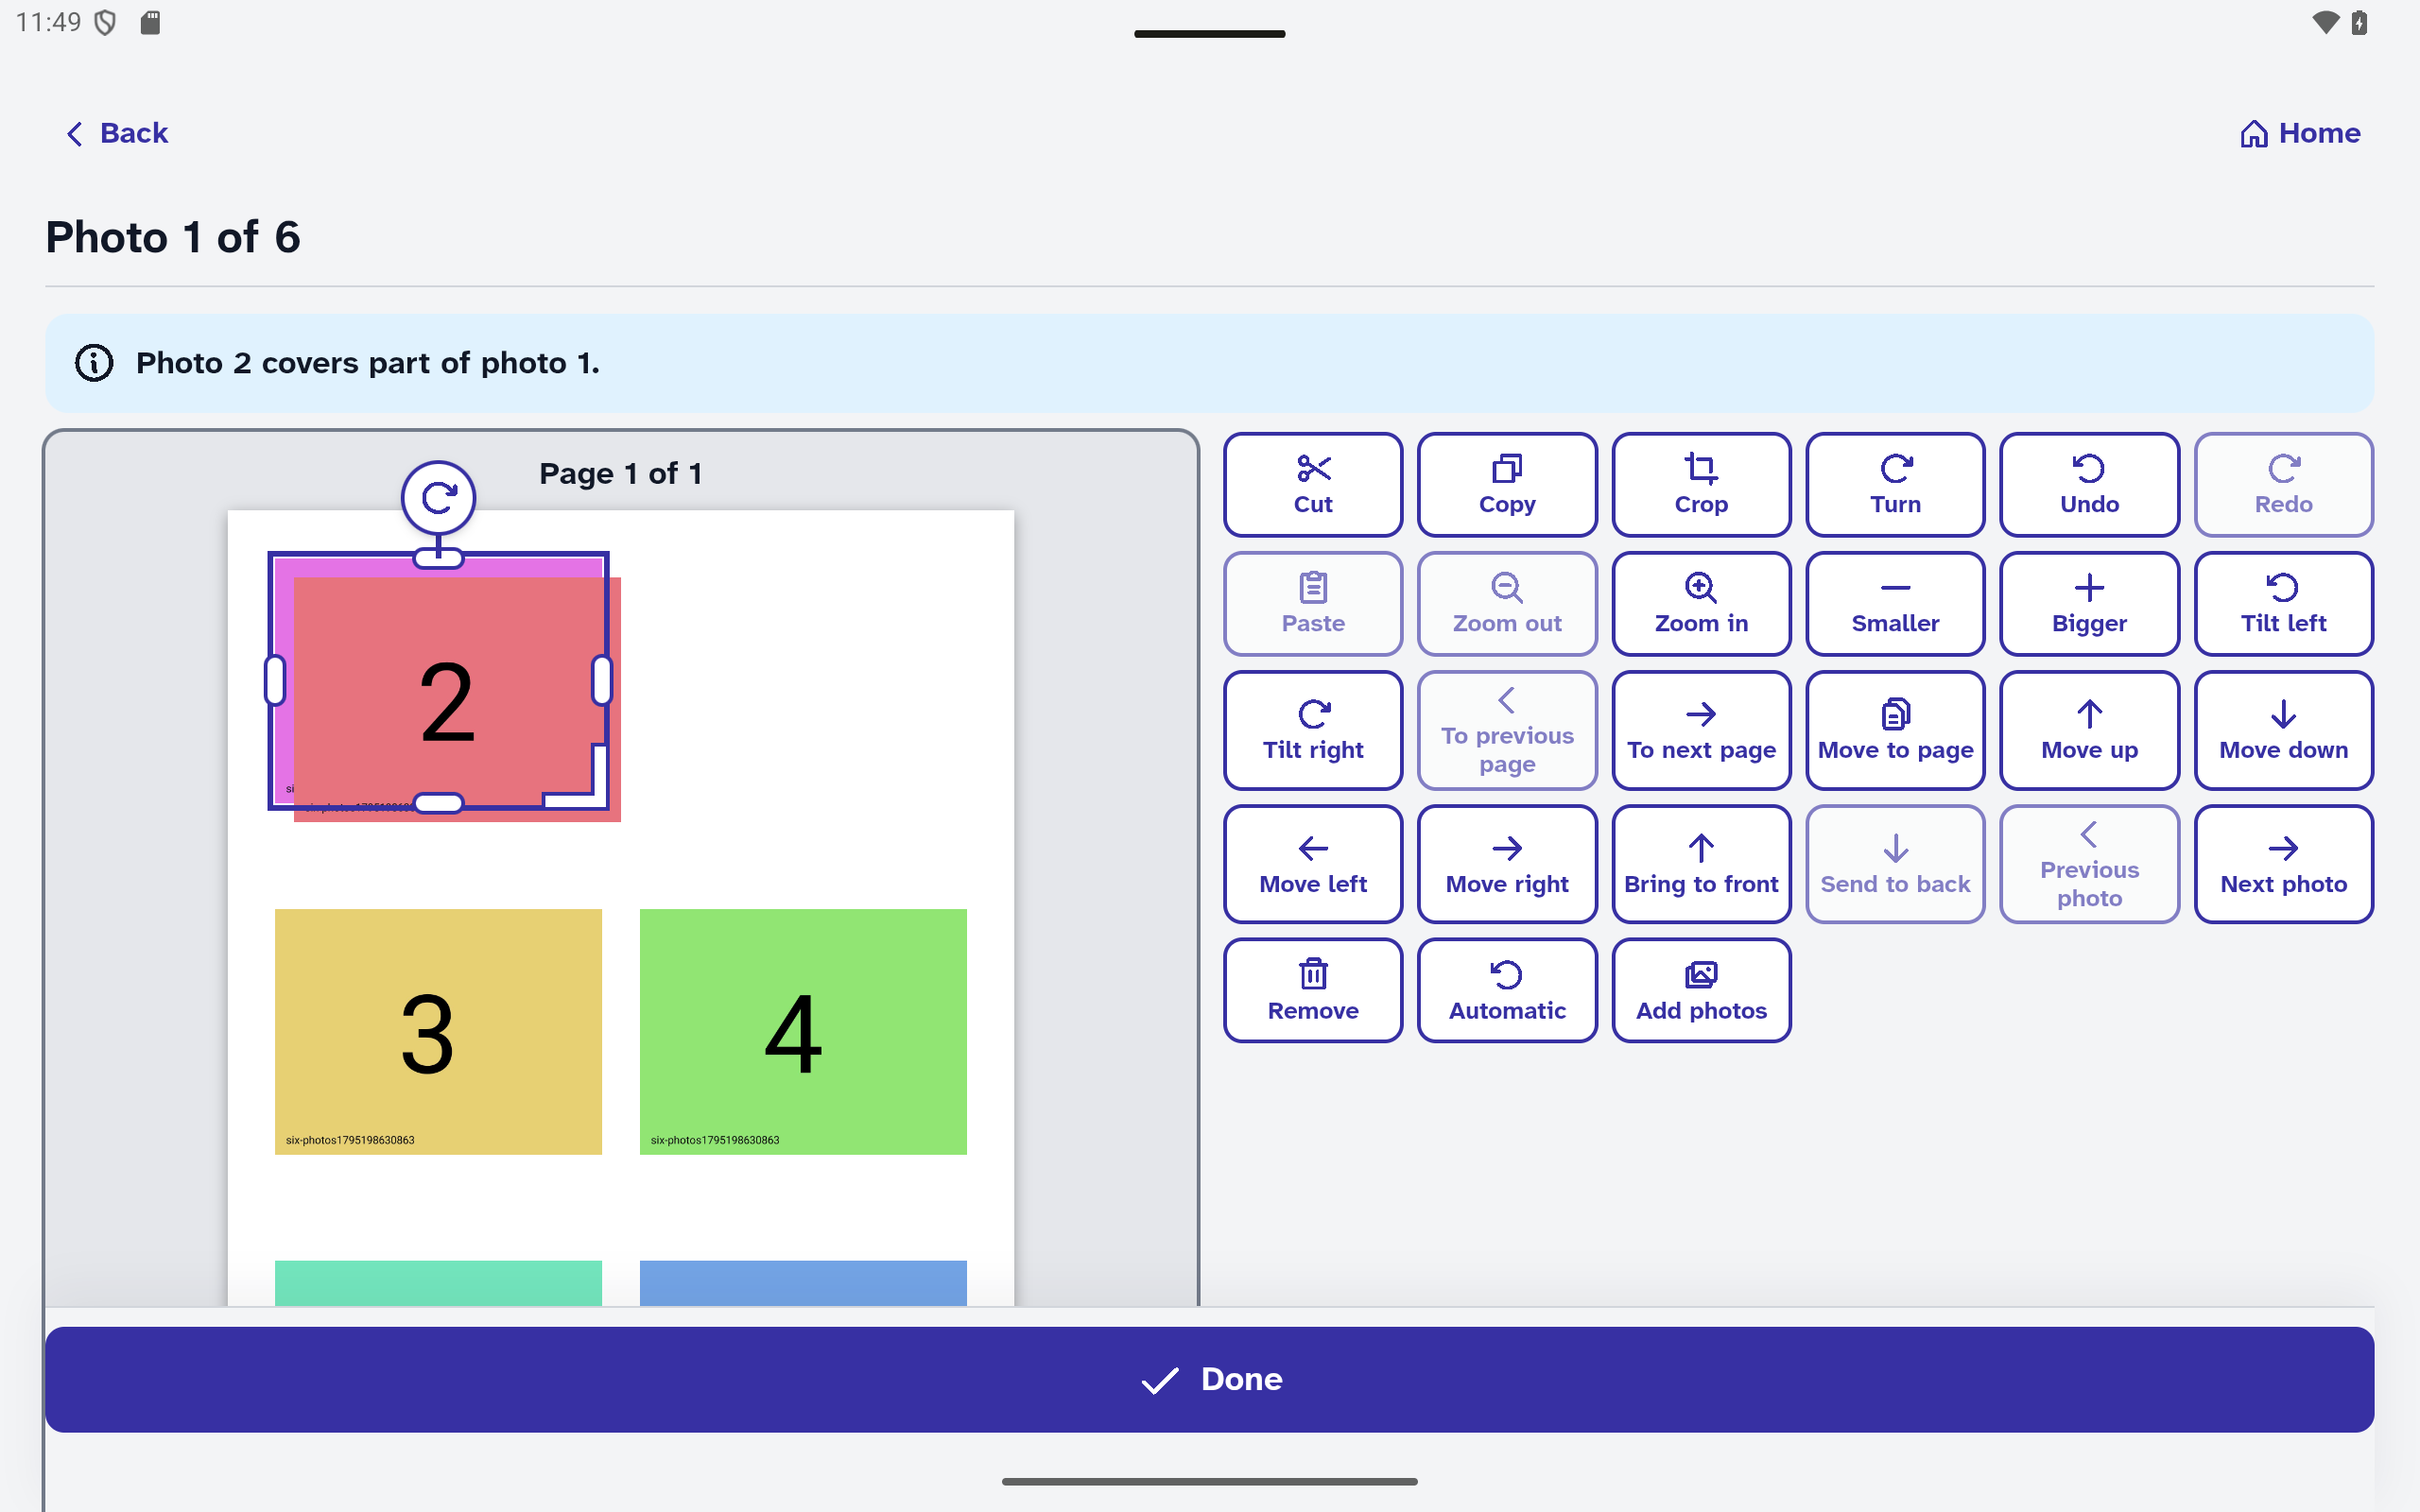 11:49
Back
Home
Photo 1 of 6
Photo 2 covers part of photo 1.
Page 1 of 1
2
si
3
six-photos1795198630863
4
six-photos1795198630863
Cut
Copy
Crop
Turn
Undo
Redo
Paste
Zoom out
Zoom in
Smaller
Bigger
Tilt left
Tilt right
To previous
page
To next page
Move to page
Move up
Move down
Move left
Move right
Bring to front
Send to back
Previous
photo
Next photo
Remove
Automatic
Add photos
Done